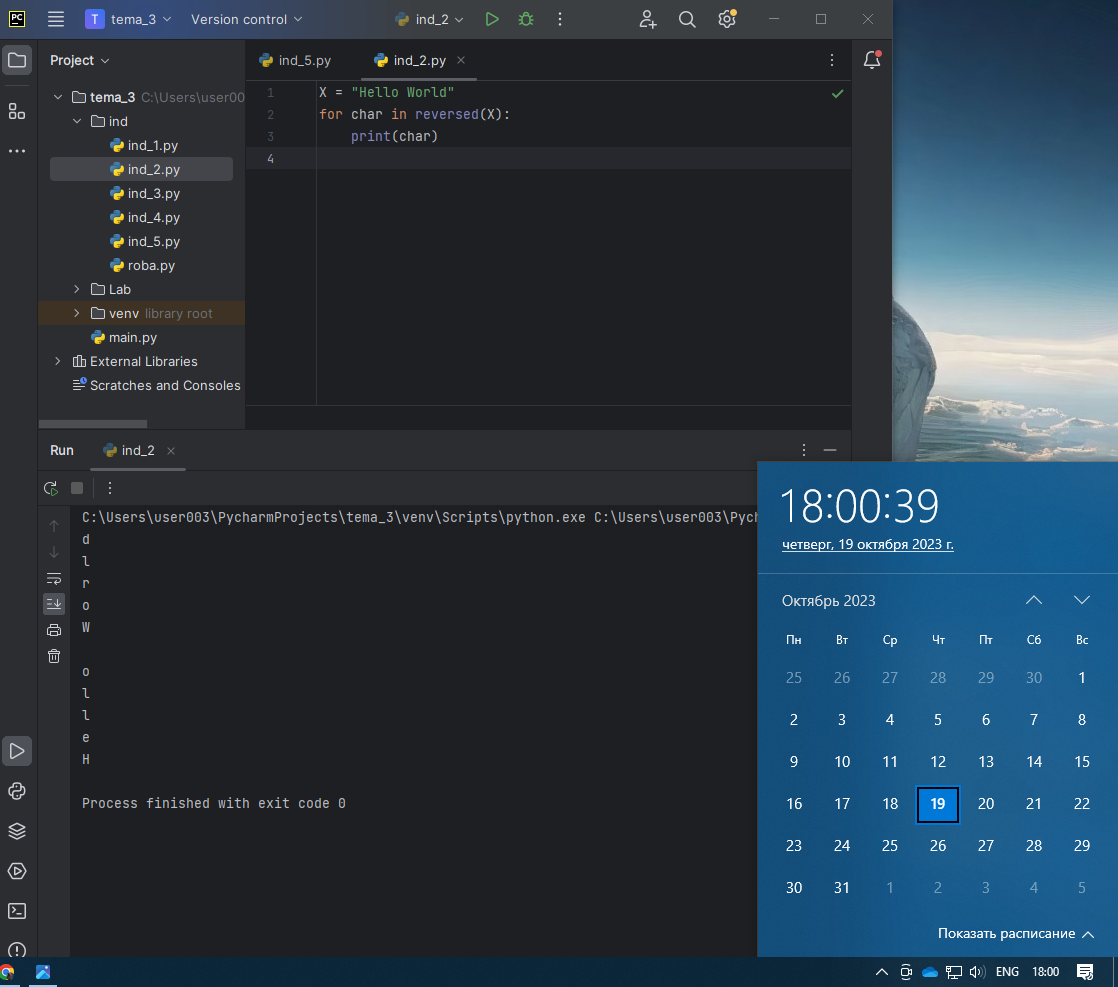 PC
T tema_3
Version control
ind_2
Project
ind_5.py
ind_2.py
tema_3 C:\Users\user00
ind
ind_1.py
ind_2.py
ind_3.py
ind_4.py
ind_5.py
roba.py
Lab
venv library root
main.py
External Libraries
Scratches and Consoles
1 X = "Hello World"
2 for char in reversed(X):
3 print(char)
4
Run
ind_2
C:\Users\user003\PycharmProjects\tema_3\venv\Scripts\python.exe C:\Users\user003\Pych
d
l
r
o
W
o
l
l
e
H
Process finished with exit code 0
18:00:39
четверг, 19 октября 2023 г.
Октябрь 2023
Пн Вт Ср Чт Пт Сб Вс
25 26 27 28 29 30 1
2 3 4 5 6 7 8
9 10 11 12 13 14 15
16 17 18 19 20 21 22
23 24 25 26 27 28 29
30 31 1 2 3 4 5
Показать расписание
ENG 18:00